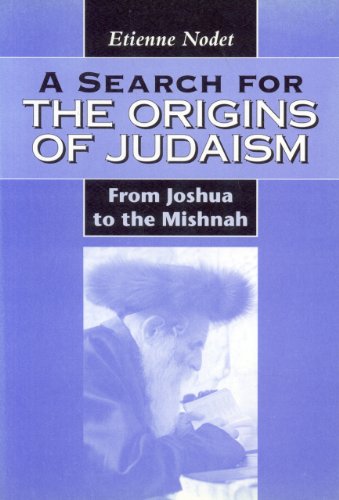 Etienne Nodet
A SEARCH FOR
THE ORIGINS
OF JUDAISM
From Joshua
to the Mishnah